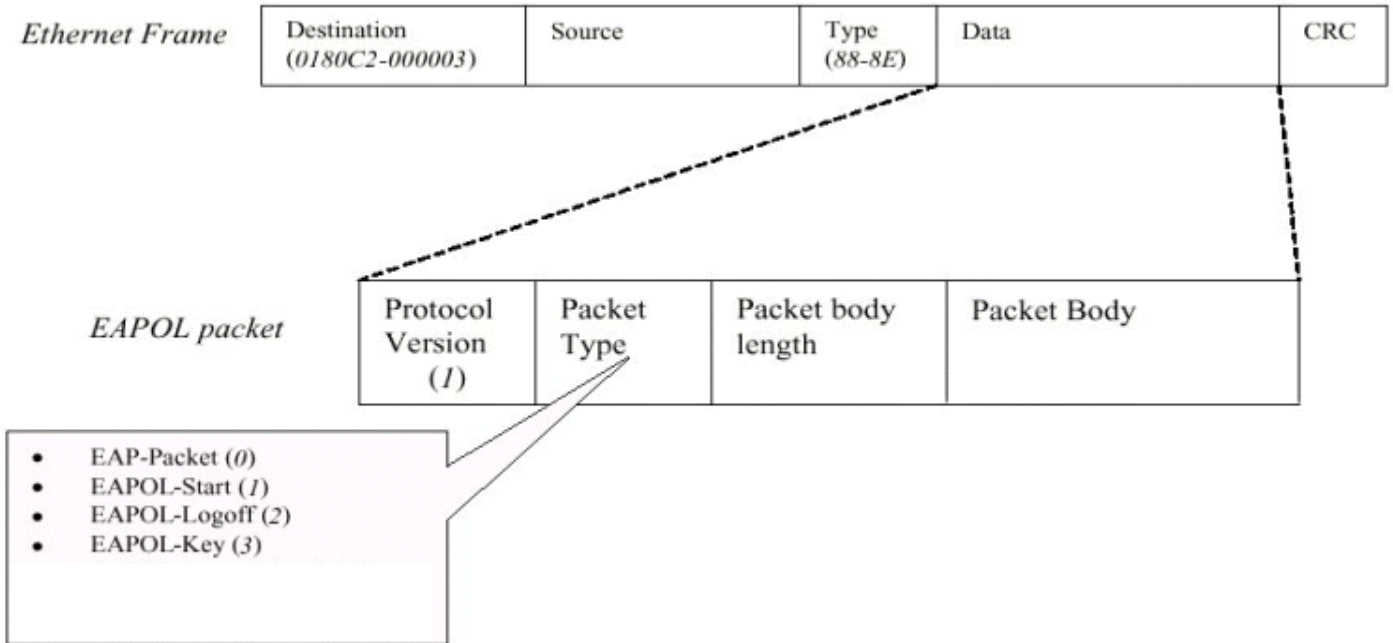 Ethernet Frame
Destination
(0180C2-000003)
Source
Type
(88-8E)
Data
CRC
EAPOL packet
Protocol
Version
(1)
Packet
Type
Packet body
length
Packet Body
• EAP-Packet (0)
• EAPOL-Start (1)
• EAPOL-Logoff (2)
• EAPOL-Key (3)